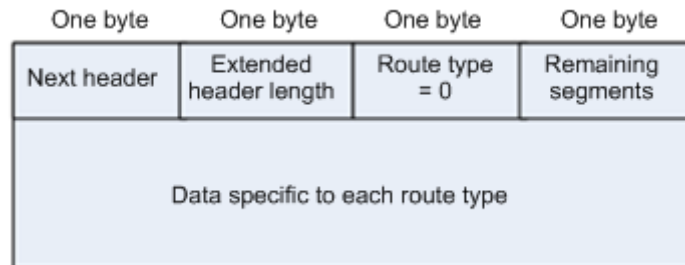 One byte One byte One byte One byte
Next header
Extended
header length
Route type
= 0
Remaining
segments
Data specific to each route type